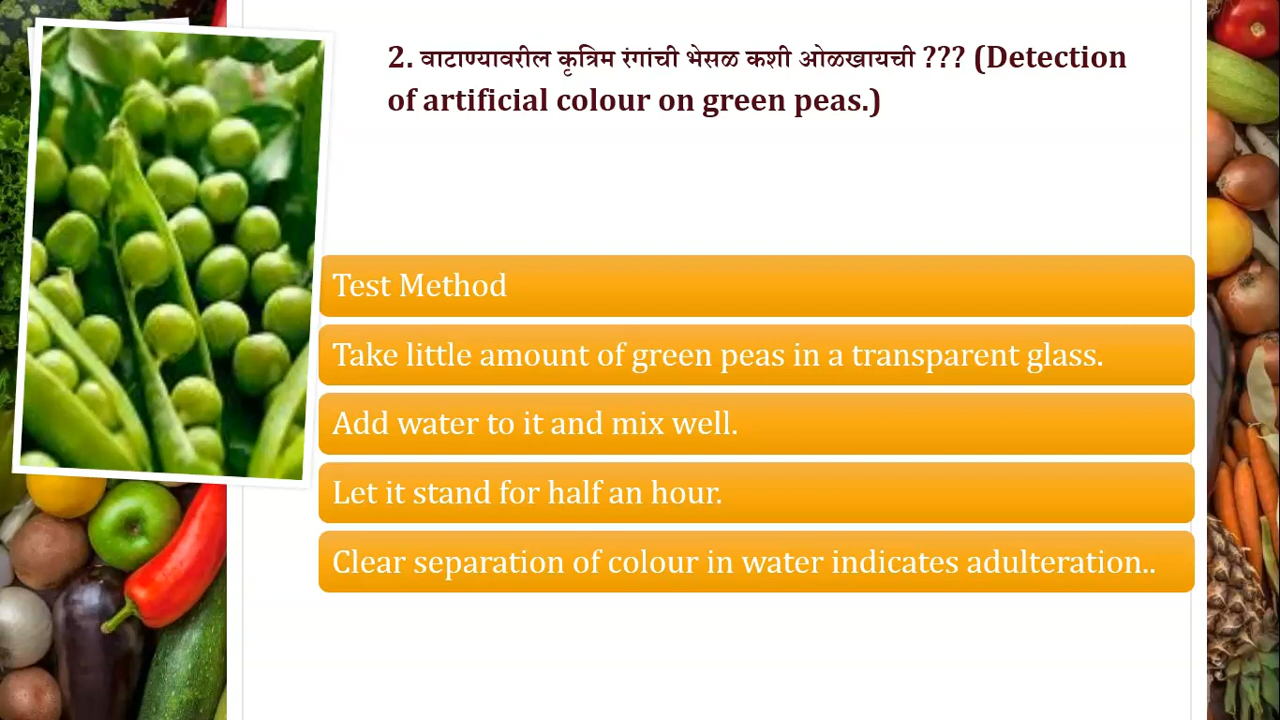 2. वाटाण्यावरील कृत्रिम रंगांची भेसळ कशी ओळखायची ??? (Detection
of artificial colour on green peas.)
Test Method
Take little amount of green peas in a transparent glass.
Add water to it and mix well.
Let it stand for half an hour.
Clear separation of colour in water indicates adulteration..